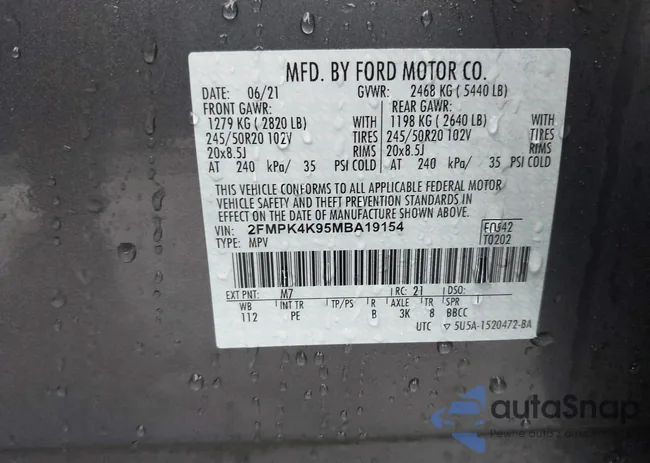 MFD. BY FORD MOTOR CO.
DATE: 06/21 GVWR: 2468 KG ( 5440 LB)
FRONT GAWR: REAR GAWR:
1279 KG ( 2820 LB) WITH 1198 KG ( 2640 LB) WITH
245/50R20 102V TIRES 245/50R20 102V TIRES
20x8.5J RIMS 20x8.5J RIMS
AT 240 kPa/ 35 PSI COLD AT 240 kPa/ 35 PSI COLD
THIS VEHICLE CONFORMS TO ALL APPLICABLE FEDERAL MOTOR
VEHICLE SAFETY AND THEFT PREVENTION STANDARDS IN
EFFECT ON THE DATE OF MANUFACTURE SHOWN ABOVE.
VIN: 2FMPK4K95MBA19154
TYPE: MPV T0202
EXT PNT: M7 RC: 21 DSO:
WB INT TR TP/PS R AXLE TR SPR
112 PE B 3K 8 BBCC
UTC ▽ 5U5A-1520472-BA
autaSnap
Pewne auto z